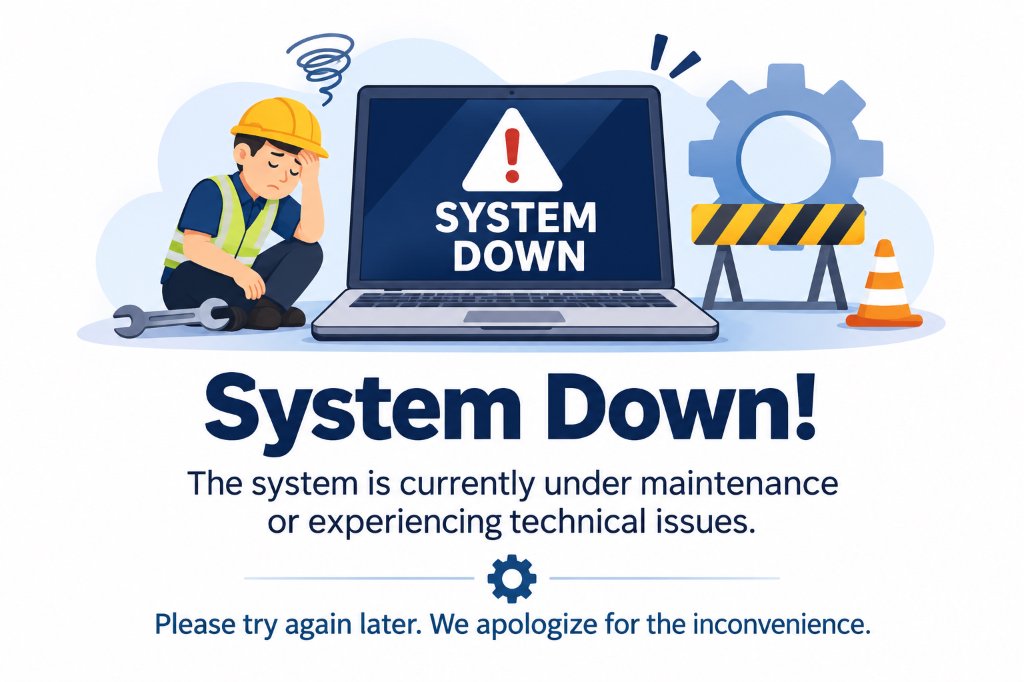 SYSTEM
DOWN
System Down!
The system is currently under maintenance
or experiencing technical issues.
Please try again later. We apologize for the inconvenience.